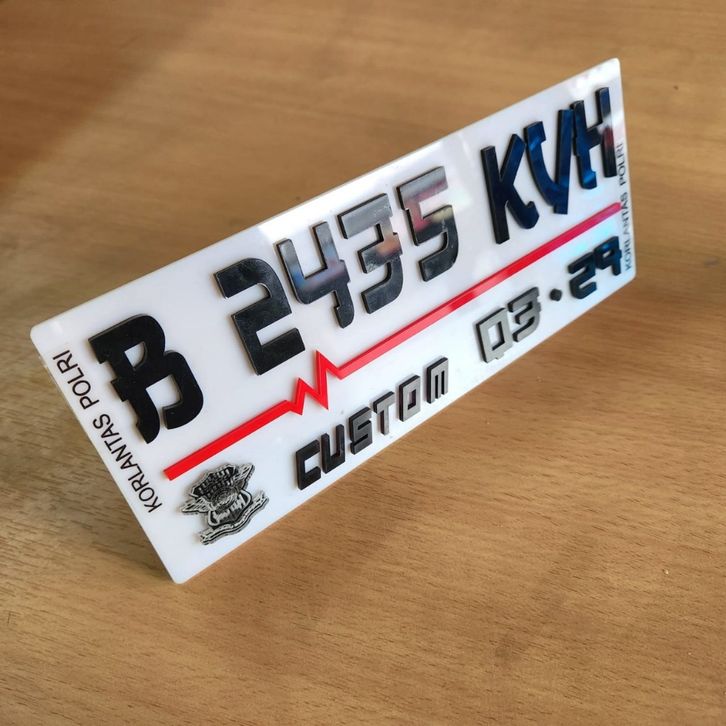 B 2435 KVH
CUSTOM 03·29
KORLANTAS POLRI
KORLANTAS POLRI